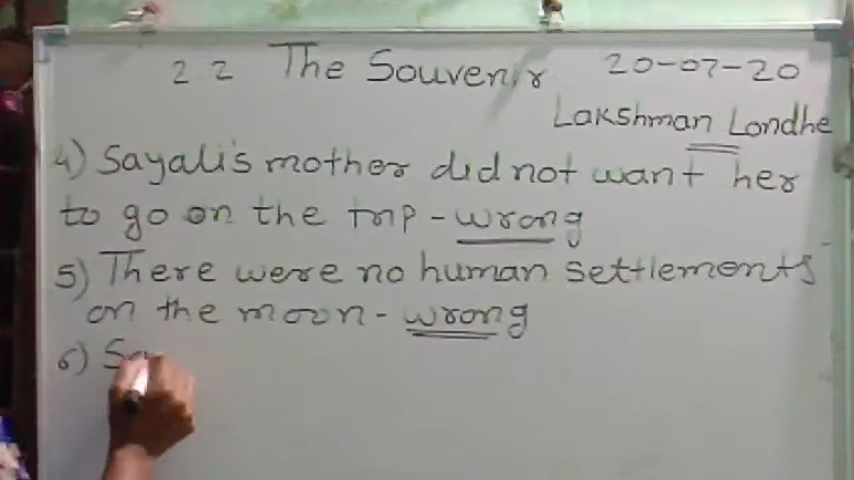 2.2 The Souvenir 20-07-20
Lakshman Londhe
4) Sayali's mother did not want her
to go on the trip - wrong
5) There were no human settlements
on the moon - wrong
6) Sa